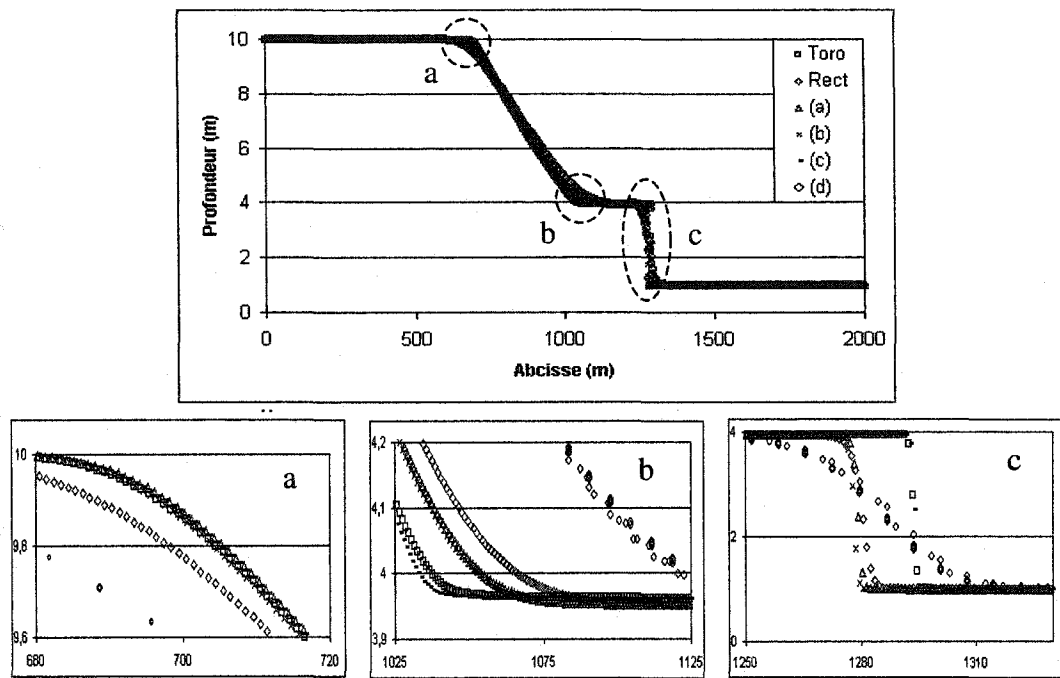 10
8
6
4
2
0
Profondeur (m)
0 500 1000 1500 2000
Abcisse (m)
a
b
c
Toro
Rect
(a)
(b)
(c)
(d)
a
10
9,8
9,6
680 700 720
b
4,2
4,1
4
3,9
1025 1075 1125
c
4
2
0
1250 1280 1310